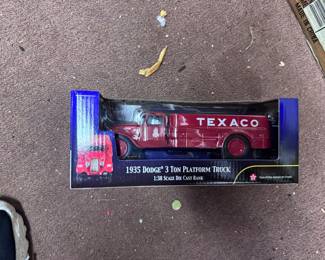 TEXACO
1935 DODGE® 3 TON PLATFORM TRUCK
1:38 SCALE DIE CAST BANK